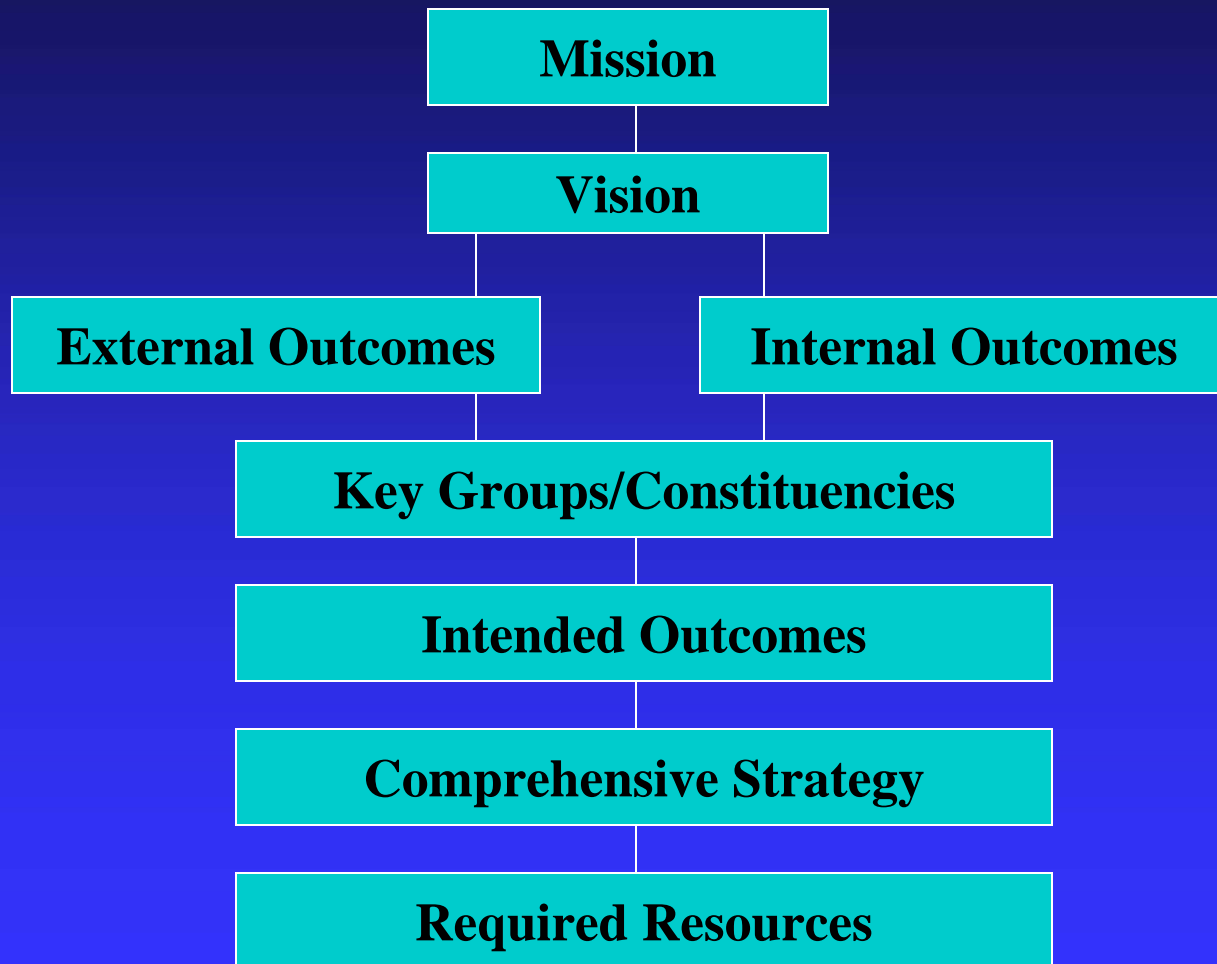 Mission
Vision
External Outcomes
Internal Outcomes
Key Groups/Constituencies
Intended Outcomes
Comprehensive Strategy
Required Resources